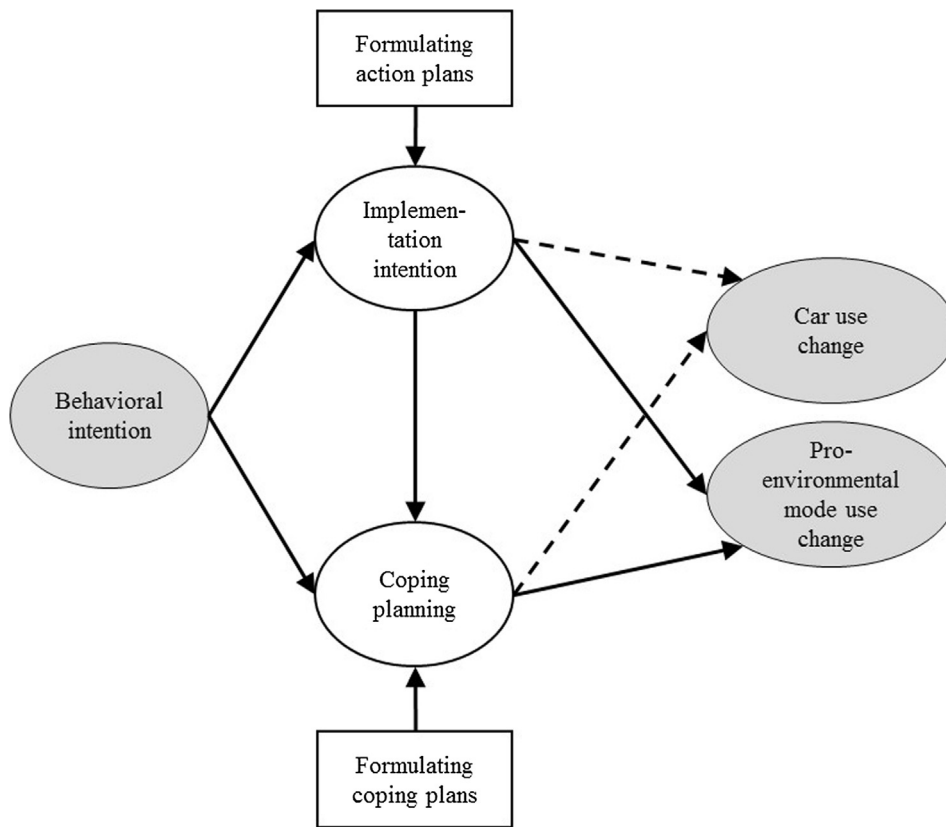 Formulating
action plans
Implemen-
tation
intention
Car use
change
Behavioral
intention
Pro-
environmental
mode use
change
Coping
planning
Formulating
coping plans